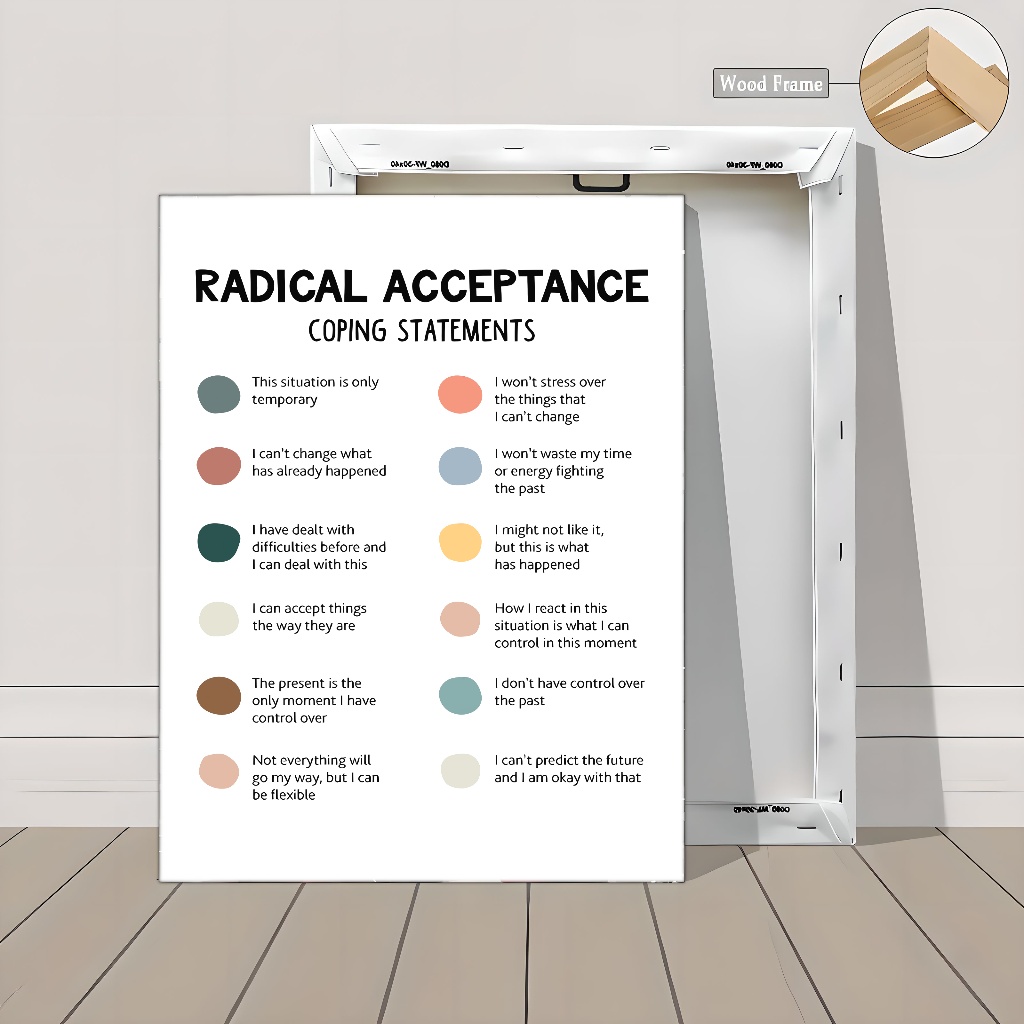 Wood Frame
RADICAL ACCEPTANCE
COPING STATEMENTS
This situation is only
temporary
I can't change what
has already happened
I have dealt with
difficulties before and
I can deal with this
I can accept things
the way they are
The present is the
only moment I have
control over
Not everything will
go my way, but I can
be flexible
I won't stress over
the things that
I can't change
I won't waste my time
or energy fighting
the past
I might not like it,
but this is what
has happened
How I react in this
situation is what I can
control in this moment
I don't have control over
the past
I can't predict the future
and I am okay with that